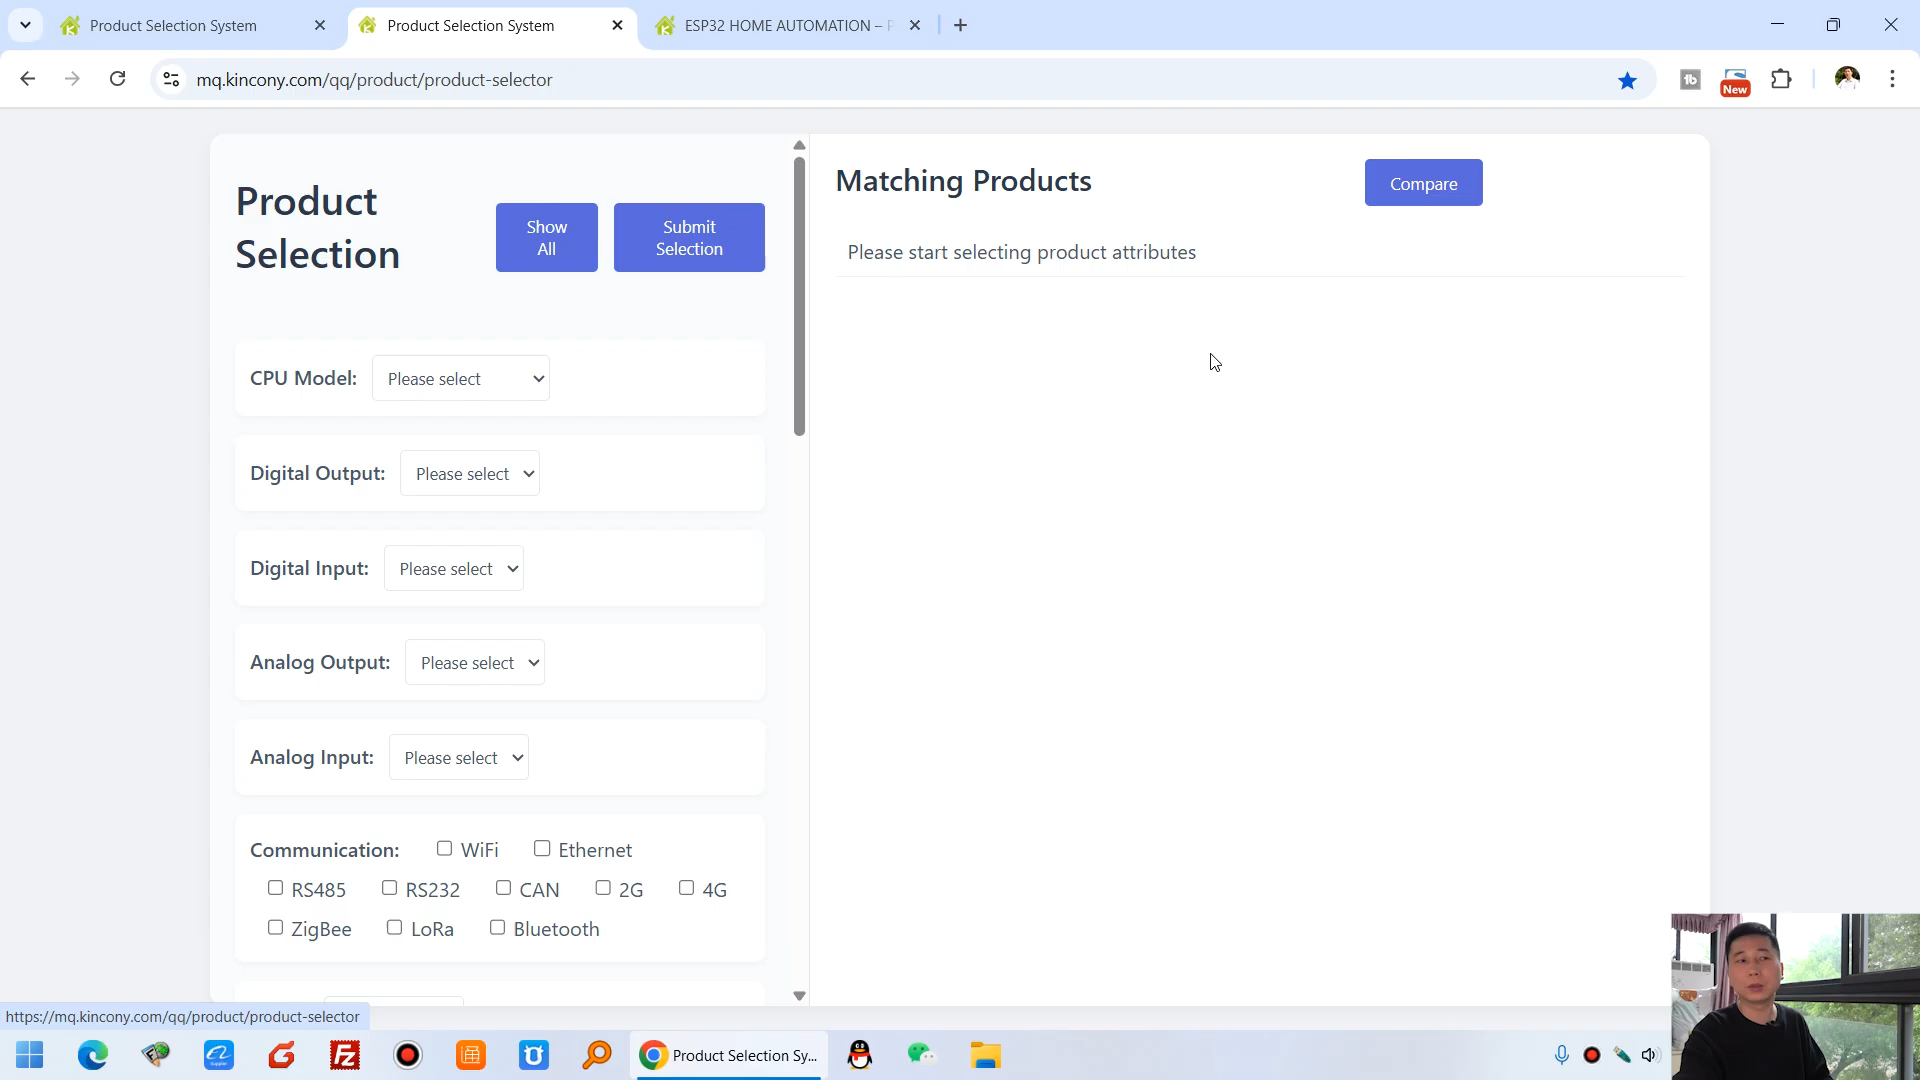 Product Selection System
Product Selection System
ESP32 HOME AUTOMATION – P
mq.kincony.com/qq/product/product-selector
New
Product
Selection
Show
All
Submit
Selection
CPU Model:
Please select
Digital Output:
Please select
Digital Input:
Please select
Analog Output:
Please select
Analog Input:
Please select
Communication:
WiFi
Ethernet
RS485
RS232
CAN
2G
4G
ZigBee
LoRa
Bluetooth
Matching Products
Compare
Please start selecting product attributes
https://mq.kincony.com/qq/product/product-selector
Product Selection Sy...